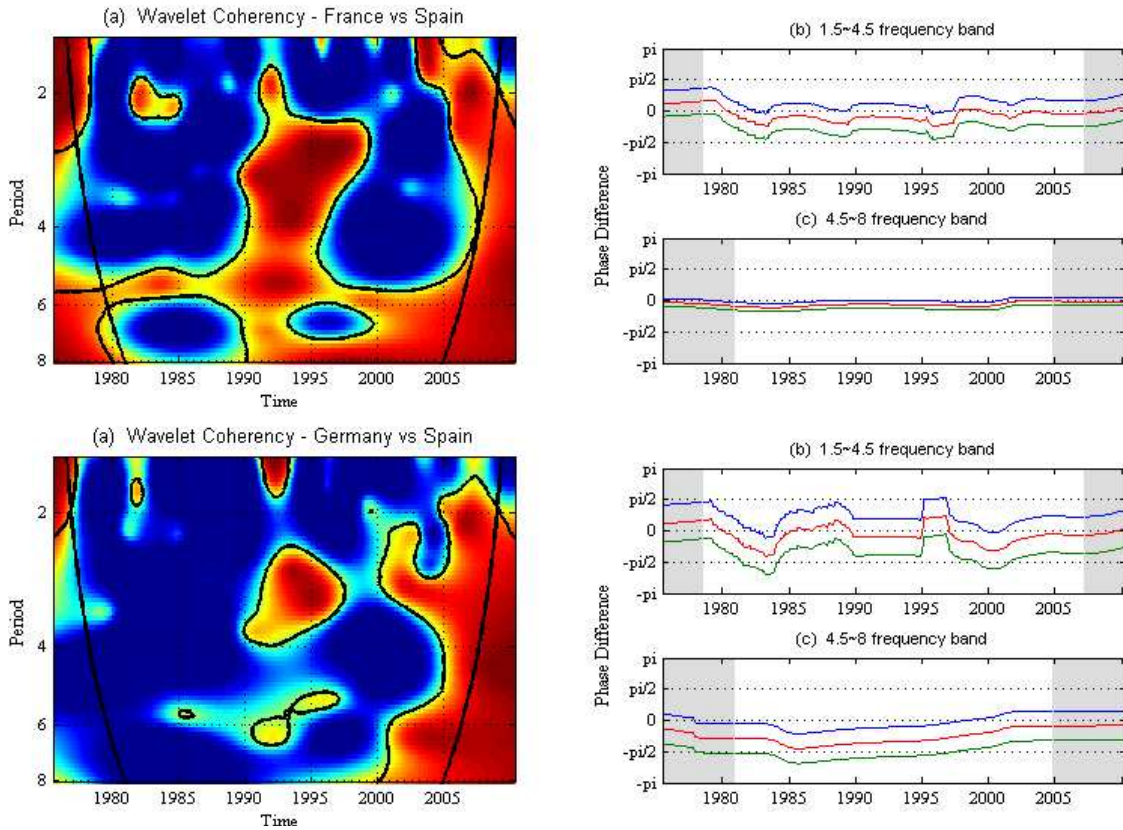 (a) Wavelet Coherency - France vs Spain
Period
2
4
6
8
1980 1985 1990 1995 2000 2005
Time
(b) 1.5~4.5 frequency band
pi
pi/2
0
-pi/2
-pi
1980 1985 1990 1995 2000 2005
Phase Difference
(c) 4.5~8 frequency band
pi
pi/2
0
-pi/2
-pi
1980 1985 1990 1995 2000 2005
(a) Wavelet Coherency - Germany vs Spain
Period
2
4
6
8
1980 1985 1990 1995 2000 2005
Time
(b) 1.5~4.5 frequency band
pi
pi/2
0
-pi/2
-pi
1980 1985 1990 1995 2000 2005
Phase Difference
(c) 4.5~8 frequency band
pi
pi/2
0
-pi/2
-pi
1980 1985 1990 1995 2000 2005